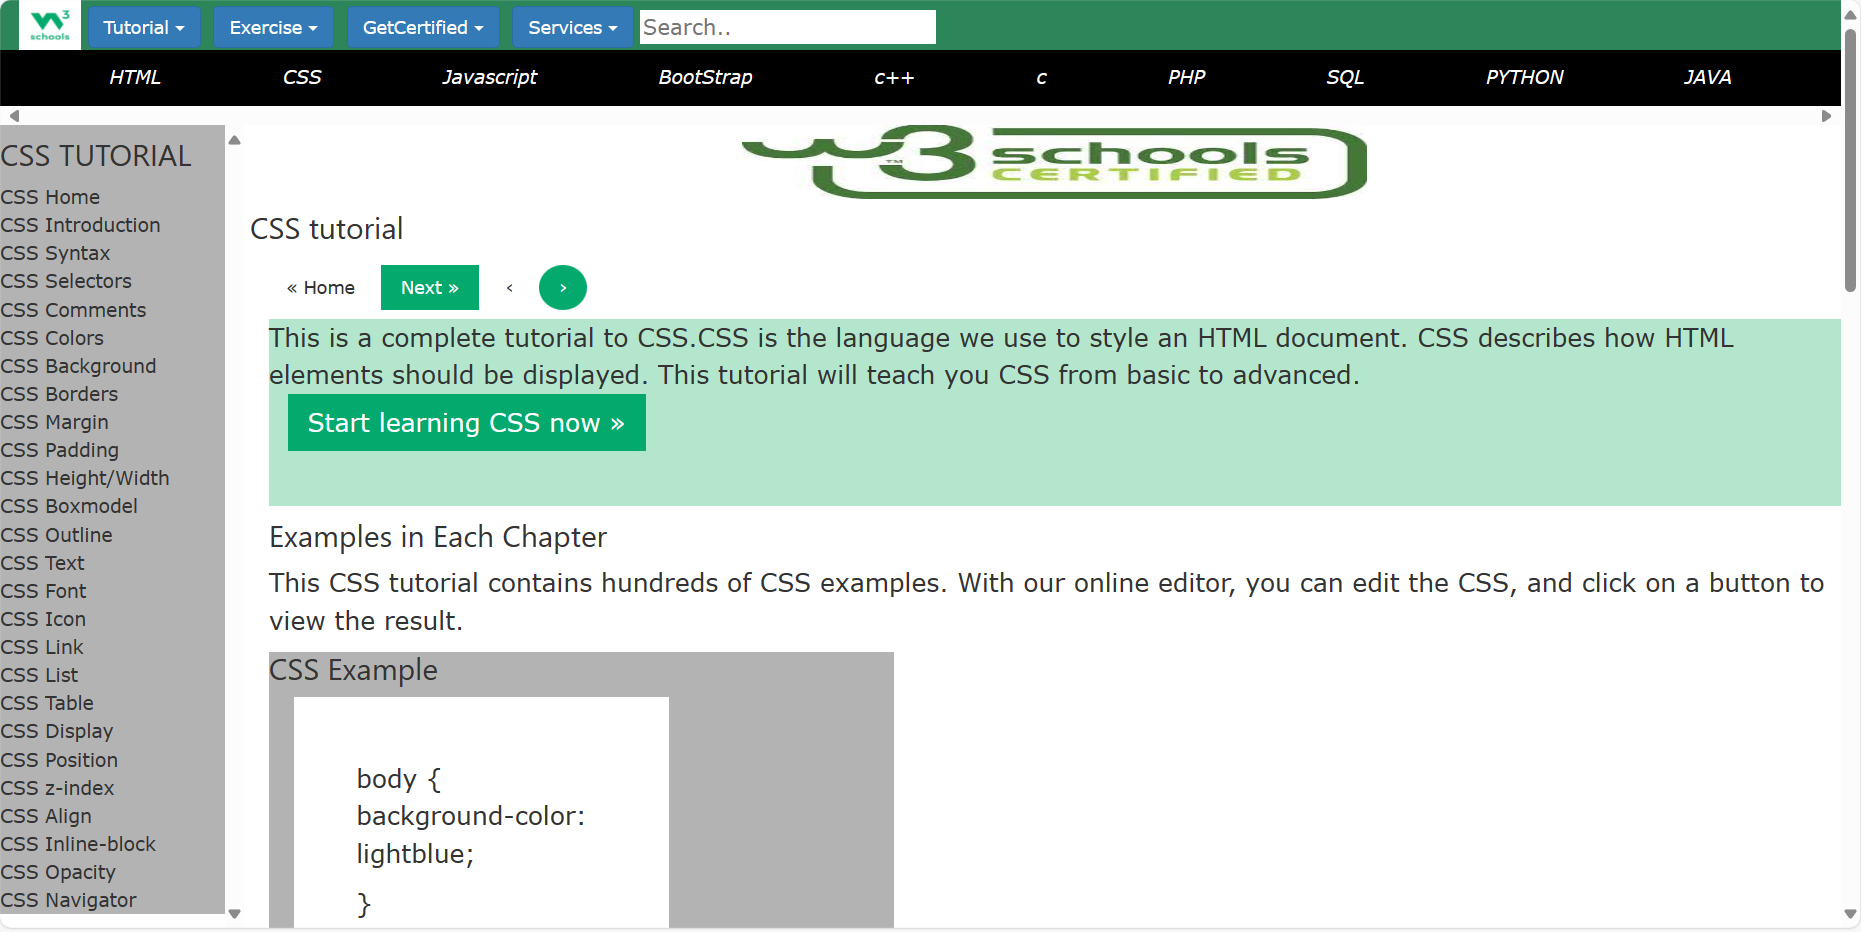 schools
Tutorial
Exercise
GetCertified
Services
Search..
HTML
CSS
Javascript
BootStrap
c++
c
PHP
SQL
PYTHON
JAVA
CSS TUTORIAL
CSS Home
CSS Introduction
CSS Syntax
CSS Selectors
CSS Comments
CSS Colors
CSS Background
CSS Borders
CSS Margin
CSS Padding
CSS Height/Width
CSS Boxmodel
CSS Outline
CSS Text
CSS Font
CSS Icon
CSS Link
CSS List
CSS Table
CSS Display
CSS Position
CSS z-index
CSS Align
CSS Inline-block
CSS Opacity
CSS Navigator
w3 schools
™
CERTIFIED
CSS tutorial
« Home
Next »
‹
›
This is a complete tutorial to CSS.CSS is the language we use to style an HTML document. CSS describes how HTML
elements should be displayed. This tutorial will teach you CSS from basic to advanced.
Start learning CSS now »
Examples in Each Chapter
This CSS tutorial contains hundreds of CSS examples. With our online editor, you can edit the CSS, and click on a button to
view the result.
CSS Example
body {
background-color:
lightblue;
}